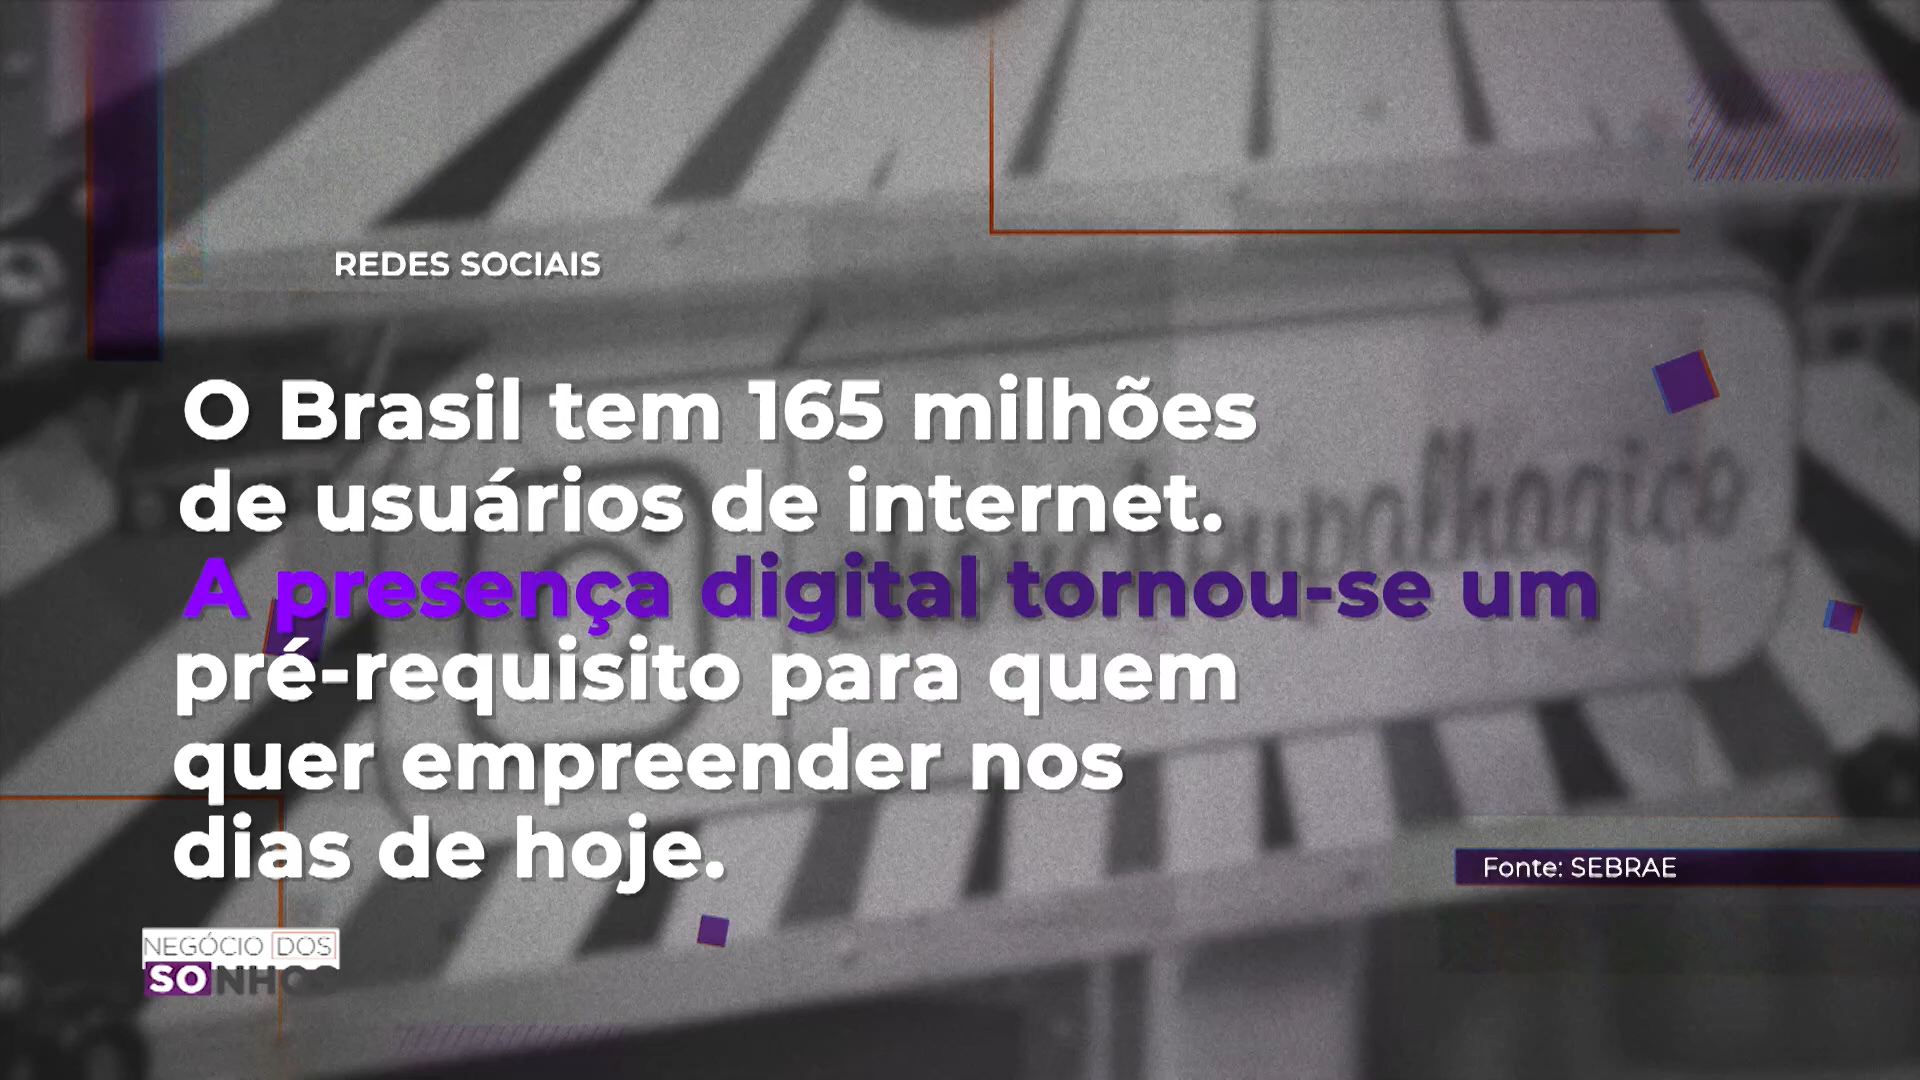 REDES SOCIAIS
O Brasil tem 165 milhões
de usuários de internet.
A presença digital tornou-se um
pré-requisito para quem
quer empreender nos
dias de hoje.
Fonte: SEBRAE
NEGÓCIO DOS
SONHOS